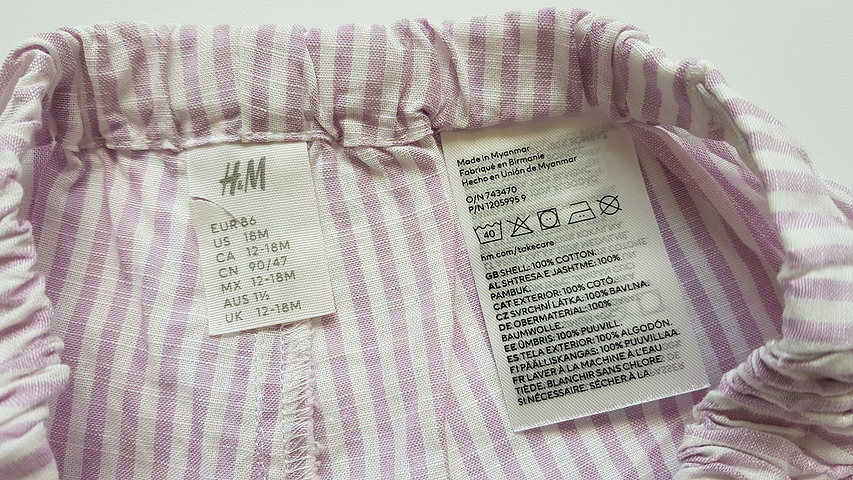 H&M
EUR 86
US 18M
CA 12-18M
CN 90/47
MX 12-18M
AUS 1½
UK 12-18M
Made in Myanmar
Fabriqué en Birmanie
Hecho en Unión de Myanmar
O/N 743470
P/N 1205995 9
40
hm.com/takecare
GB SHELL: 100% COTTON.
AL SHTRESA E JASHTME: 100%
PAMBUK.
CAT EXTERIOR: 100% COTÓ.
CZ SVRCHNÍ LÁTKA: 100% BAVLNA.
DE OBERMATERIAL: 100%
BAUMWOLLE.
EE ÜMBRIS: 100% PUUVILL.
ES TELA EXTERIOR: 100% ALGODÓN.
FI PÄÄLLISKANGAS: 100% PUUVILLAA.
FR LAVER À LA MACHINE À L'EAU
TIÈDE. BLANCHIR SANS CHLORE.
SI NÉCESSAIRE: SÉCHER À LA